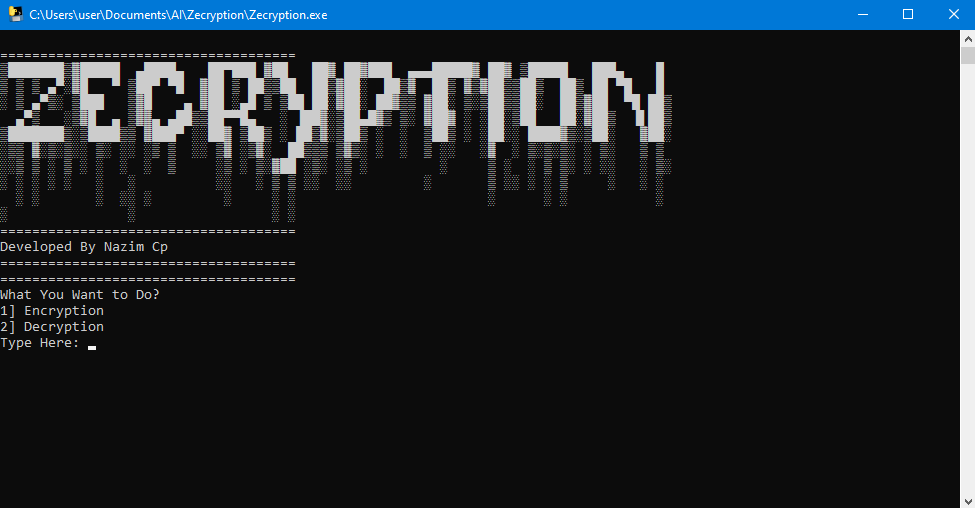 C:\Users\user\Documents\AI\Zecryption\Zecryption.exe
=====================================
ZECRYPTION
=====================================
Developed By Nazim Cp
=====================================
=====================================
What You Want to Do?
1] Encryption
2] Decryption
Type Here: